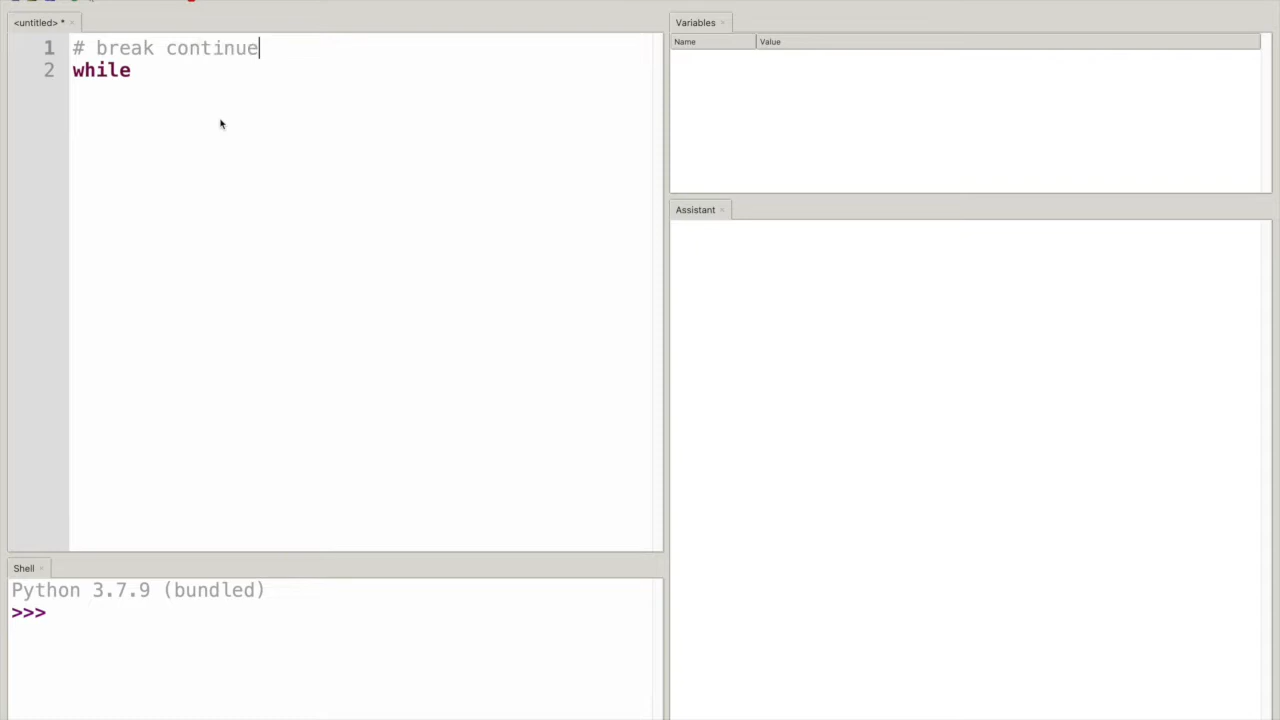 <untitled> * ×
1 # break continue
2 while
Shell ×
Python 3.7.9 (bundled)
>>>
Variables ×
Name Value
Assistant ×